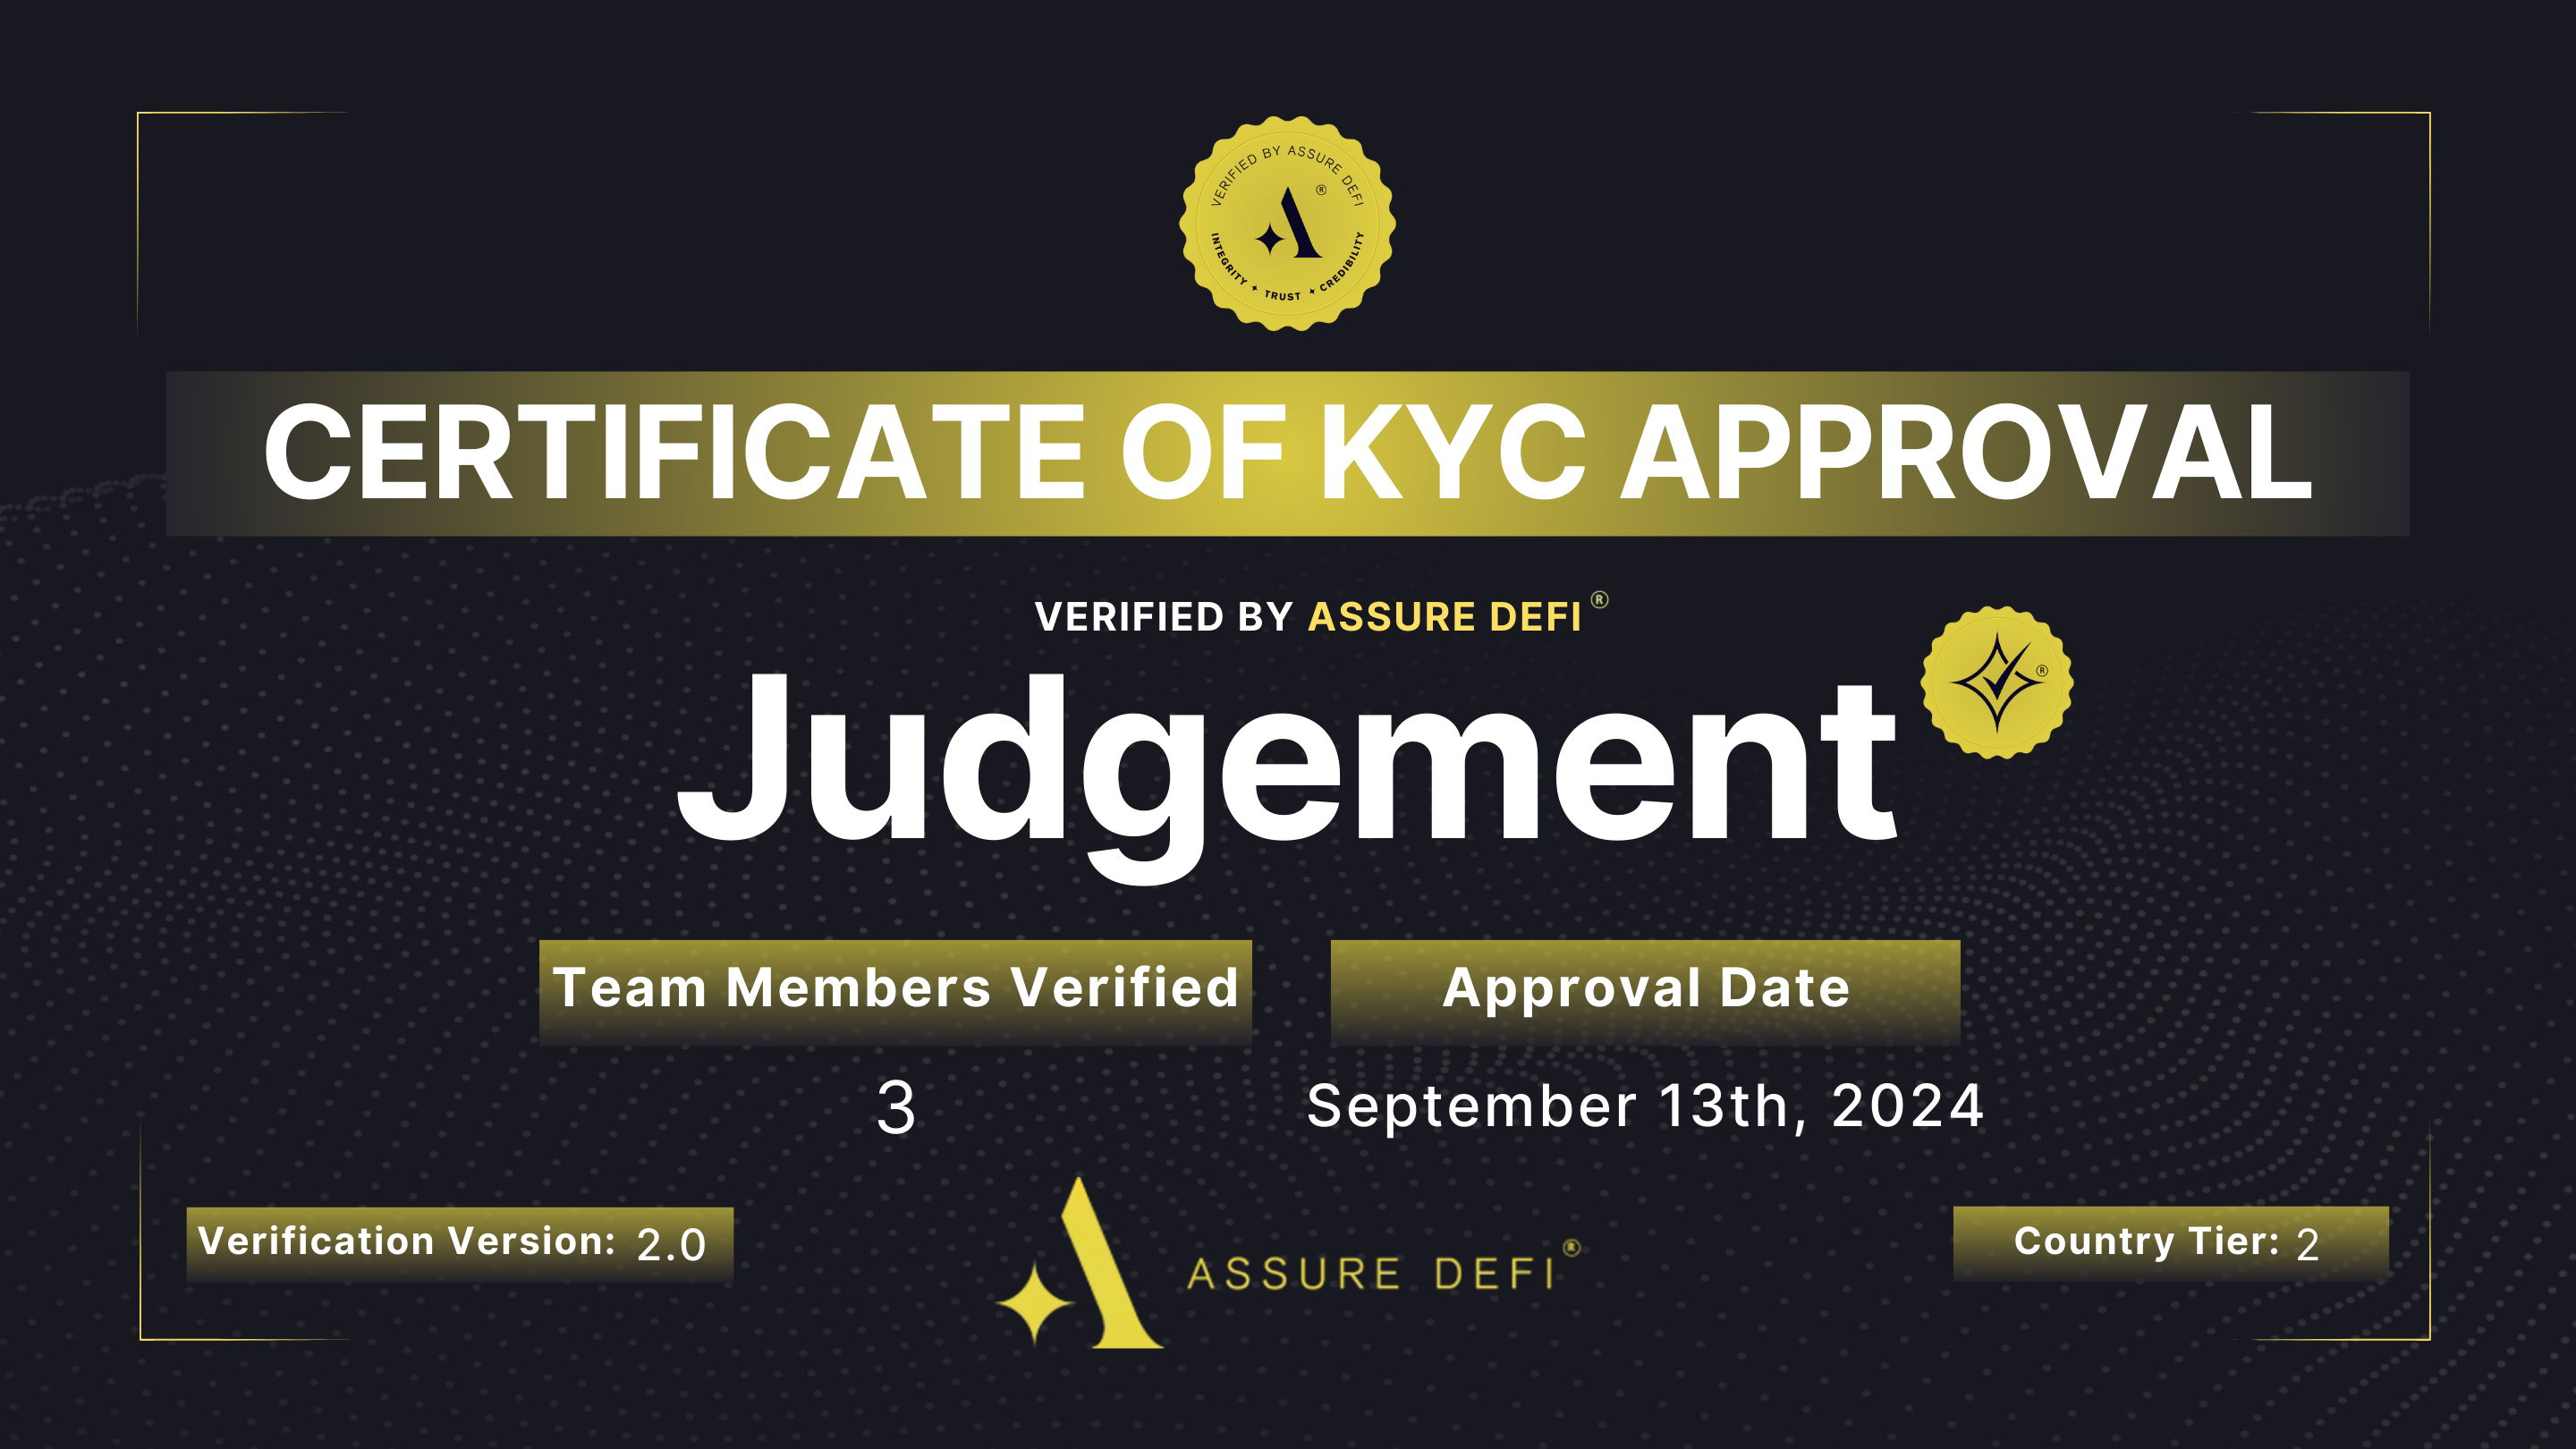 VERIFIED BY ASSURE DEFI
®
INTEGRITY ✦ TRUST ✦ CREDIBILITY
CERTIFICATE OF KYC APPROVAL
VERIFIED BY ASSURE DEFI ®
Judgement
®
Team Members Verified
Approval Date
3
September 13th, 2024
Verification Version: 2.0
ASSURE DEFI ®
Country Tier: 2